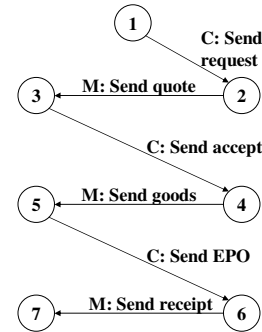 1
C: Send
request
M: Send quote
3
2
C: Send accept
M: Send goods
5
4
C: Send EPO
M: Send receipt
7
6